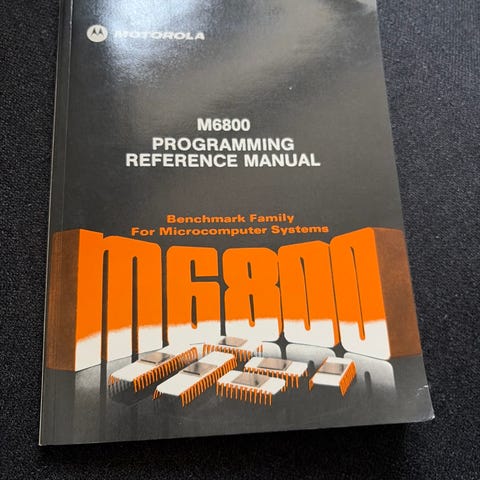 MOTOROLA
M6800
PROGRAMMING
REFERENCE MANUAL
Benchmark Family
For Microcomputer Systems
M6800